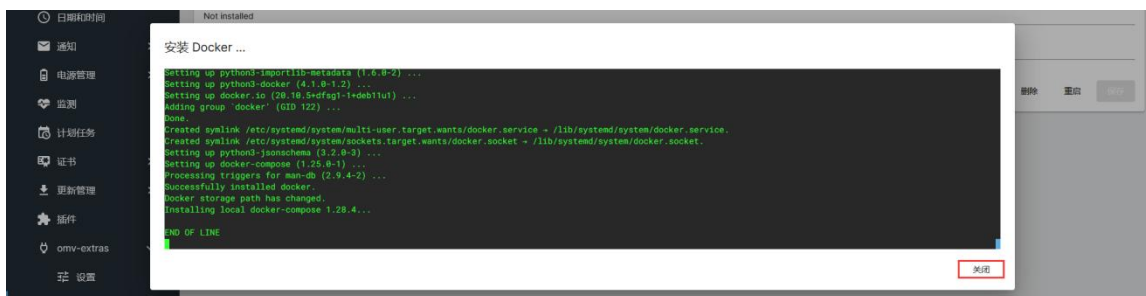 日期和时间
Not installed
通知
安装 Docker ...
电源管理
Setting up python3-importlib-metadata (1.6.0-2) ...
Setting up python3-docker (4.1.0-1.2) ...
Setting up docker.io (20.10.5+dfsg1-1+deb11u1) ...
Adding group `docker' (GID 122) ...
Done.
Created symlink /etc/systemd/system/multi-user.target.wants/docker.service → /lib/systemd/system/docker.service.
Created symlink /etc/systemd/system/sockets.target.wants/docker.socket → /lib/systemd/system/docker.socket.
Setting up python3-jsonschema (3.2.0-3) ...
Setting up docker-compose (1.25.0-1) ...
Processing triggers for man-db (2.9.4-2) ...
Successfully installed docker.
Docker storage path has changed.
Installing local docker-compose 1.28.4...
END OF LINE
删除 重启 保存
监测
计划任务
证书
更新管理
插件
omv-extras
设置
关闭